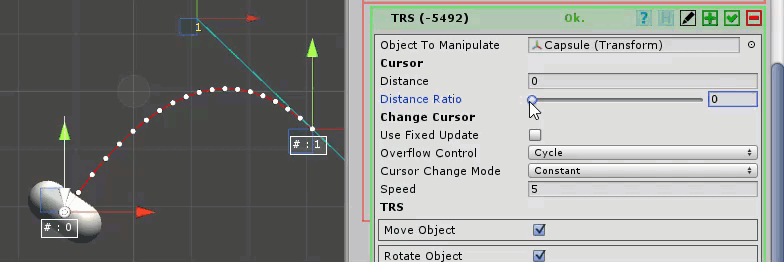 1
# : 1
# : 0
TRS (-5492)
Ok.
?
Object To Manipulate
Capsule (Transform)
Cursor
Distance
0
Distance Ratio
0
Change Cursor
Use Fixed Update
Overflow Control
Cycle
Cursor Change Mode
Constant
Speed
5
TRS
Move Object
Rotate Object